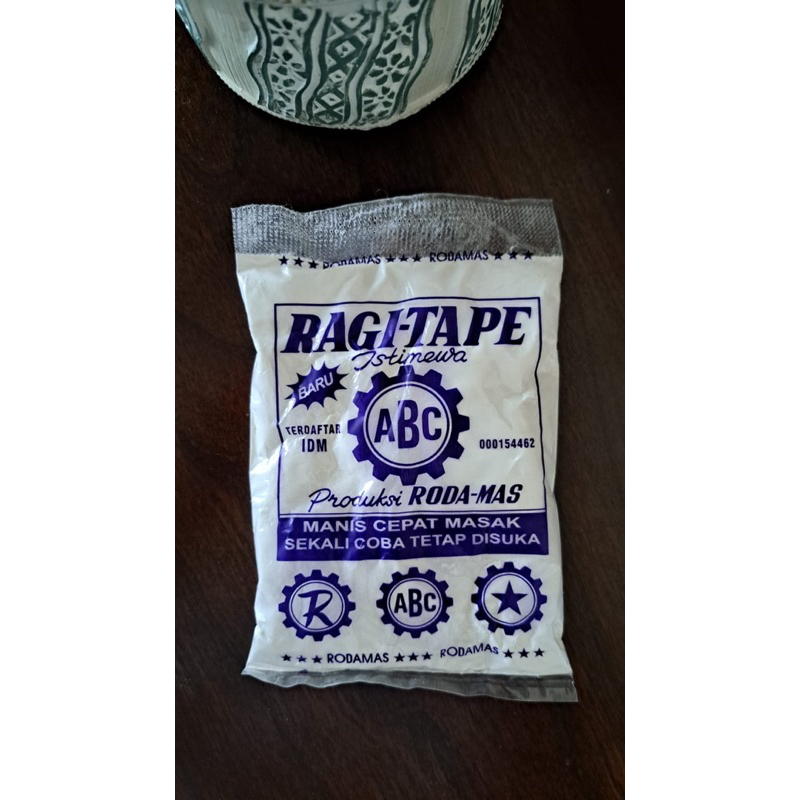 ★★★ RODAMAS ★★★ RODAMAS ★★★
RAGI-TAPE
Istimewa
BARU
ABC
TERDAFTAR
IDM
000154462
Produksi RODA-MAS
MANIS CEPAT MASAK
SEKALI COBA TETAP DISUKA
R ABC ★
★★★ RODAMAS ★★★ RODAMAS ★★★